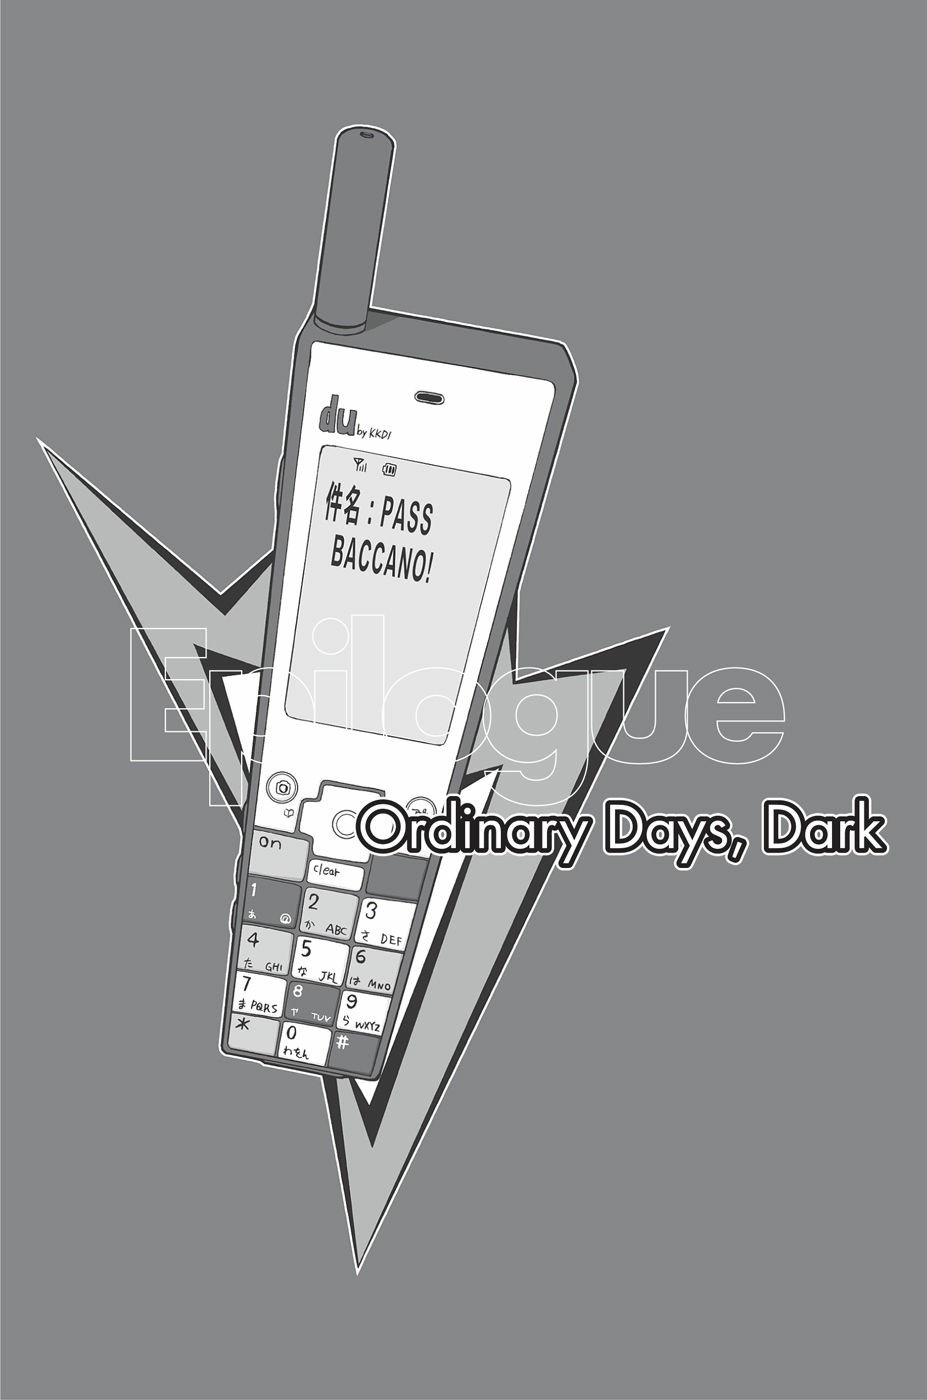 du by KKDI
件名：PASS
BACCANO!
Epilogue
Ordinary Days, Dark
on
clear
1
あ @
2
か ABC
3
さ DEF
4
た GHI
5
な JKL
6
は MNO
7
ま PQRS
8
や TUV
9
ら WXYZ
*
0
わをん
#